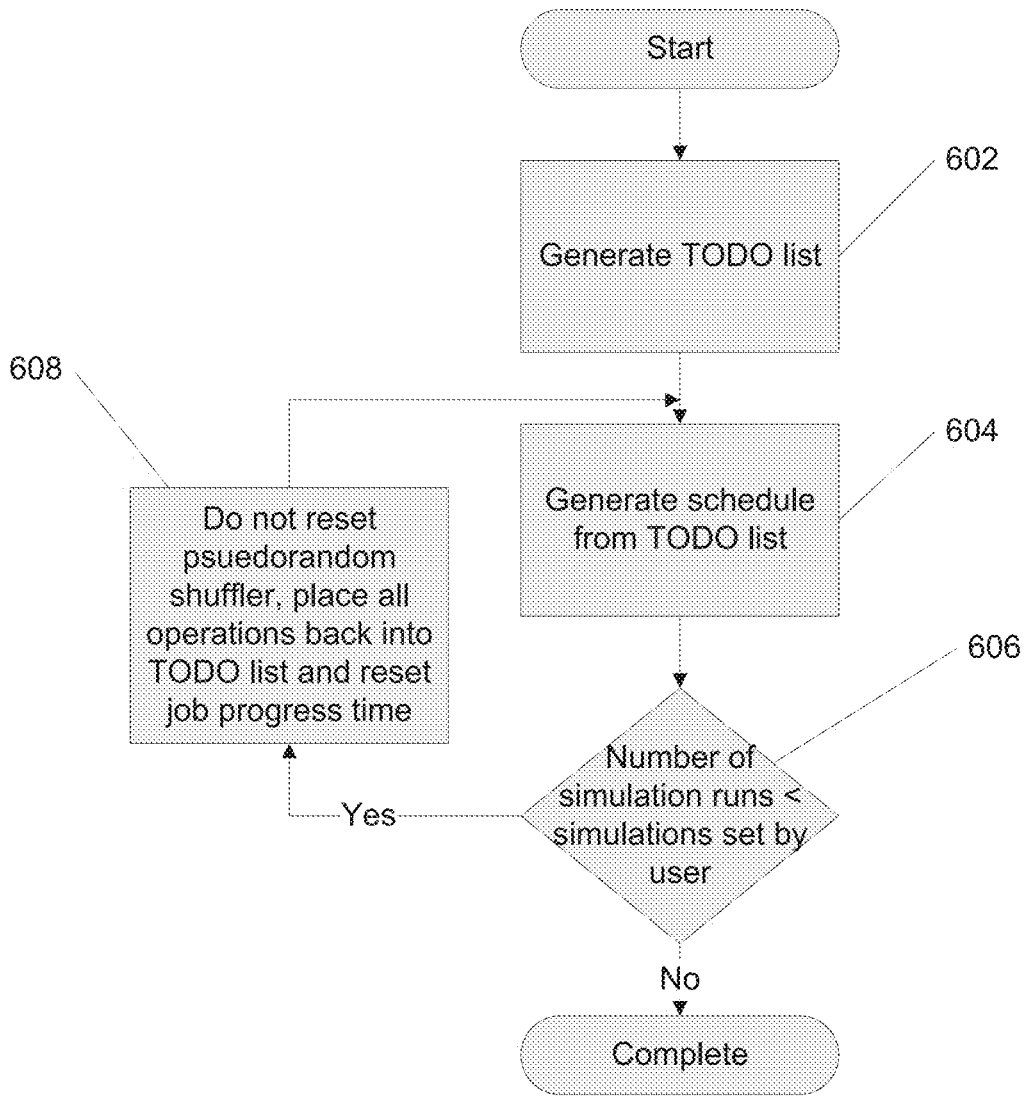 Start
602
Generate TODO list
608
604
Generate schedule
from TODO list
Do not reset
psuedorandom
shuffler, place all
operations back into
TODO list and reset
job progress time
606
Number of
simulation runs <
simulations set by
user
Yes
No
Complete